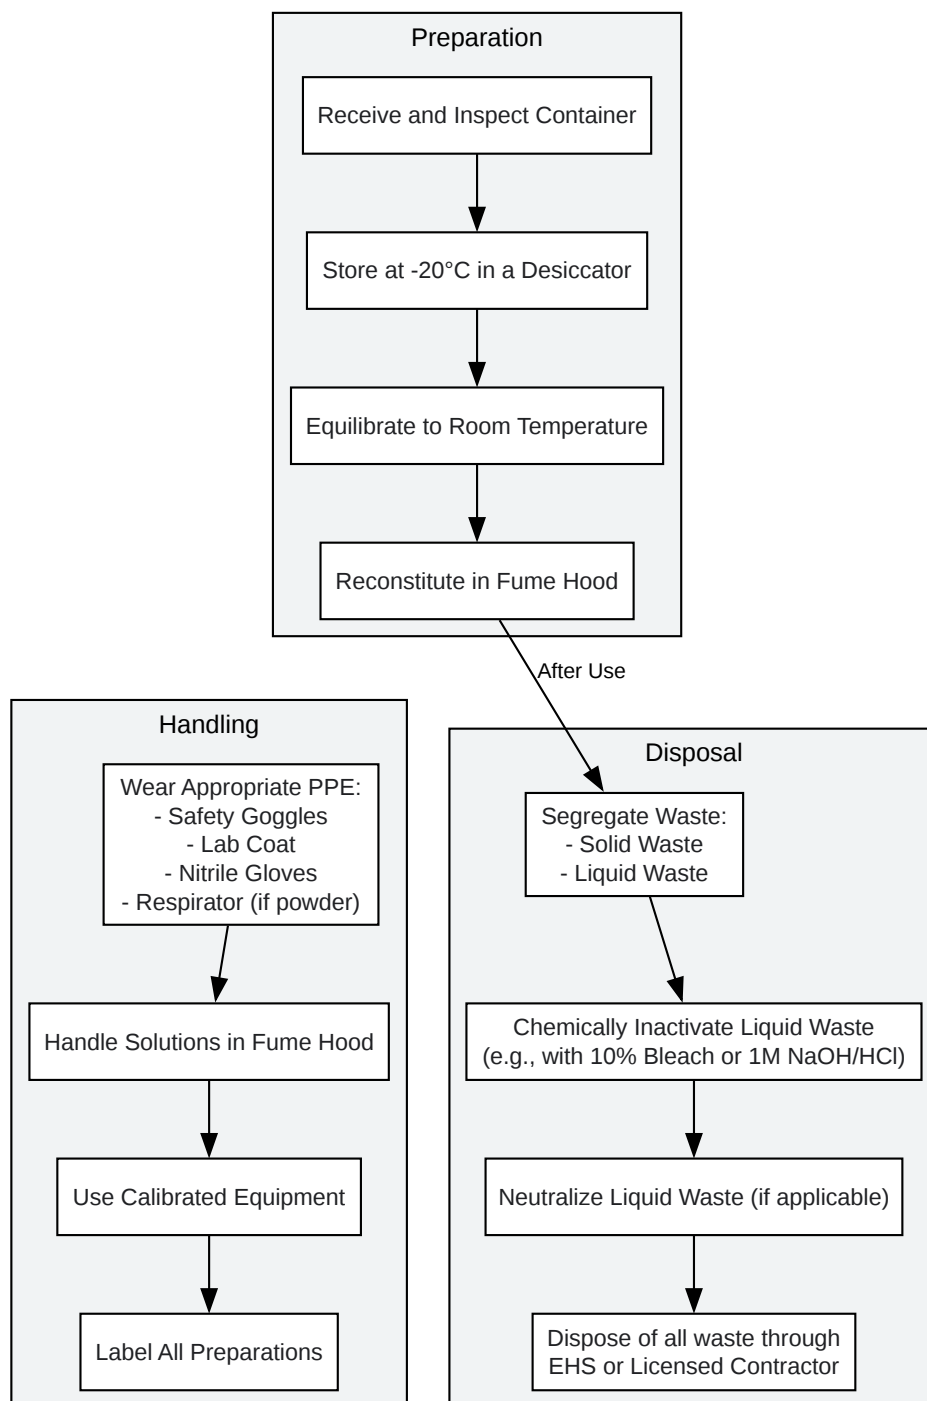 Preparation
Receive and Inspect Container
Store at -20°C in a Desiccator
Equilibrate to Room Temperature
Reconstitute in Fume Hood
After Use
Handling
Wear Appropriate PPE:
- Safety Goggles
- Lab Coat
- Nitrile Gloves
- Respirator (if powder)
Handle Solutions in Fume Hood
Use Calibrated Equipment
Label All Preparations
Disposal
Segregate Waste:
- Solid Waste
- Liquid Waste
Chemically Inactivate Liquid Waste
(e.g., with 10% Bleach or 1M NaOH/HCl)
Neutralize Liquid Waste (if applicable)
Dispose of all waste through
EHS or Licensed Contractor